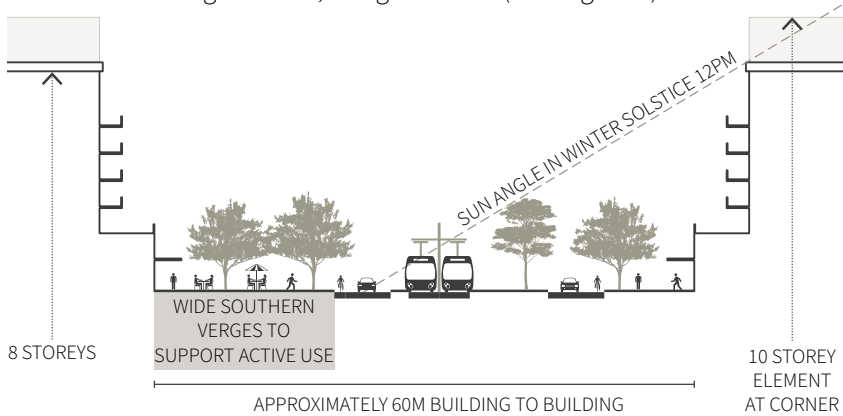 SUN ANGLE IN WINTER SOLSTICE 12PM
WIDE SOUTHERN
VERGES TO
SUPPORT ACTIVE USE
8 STOREYS
10 STOREY
ELEMENT
AT CORNER
APPROXIMATELY 60M BUILDING TO BUILDING